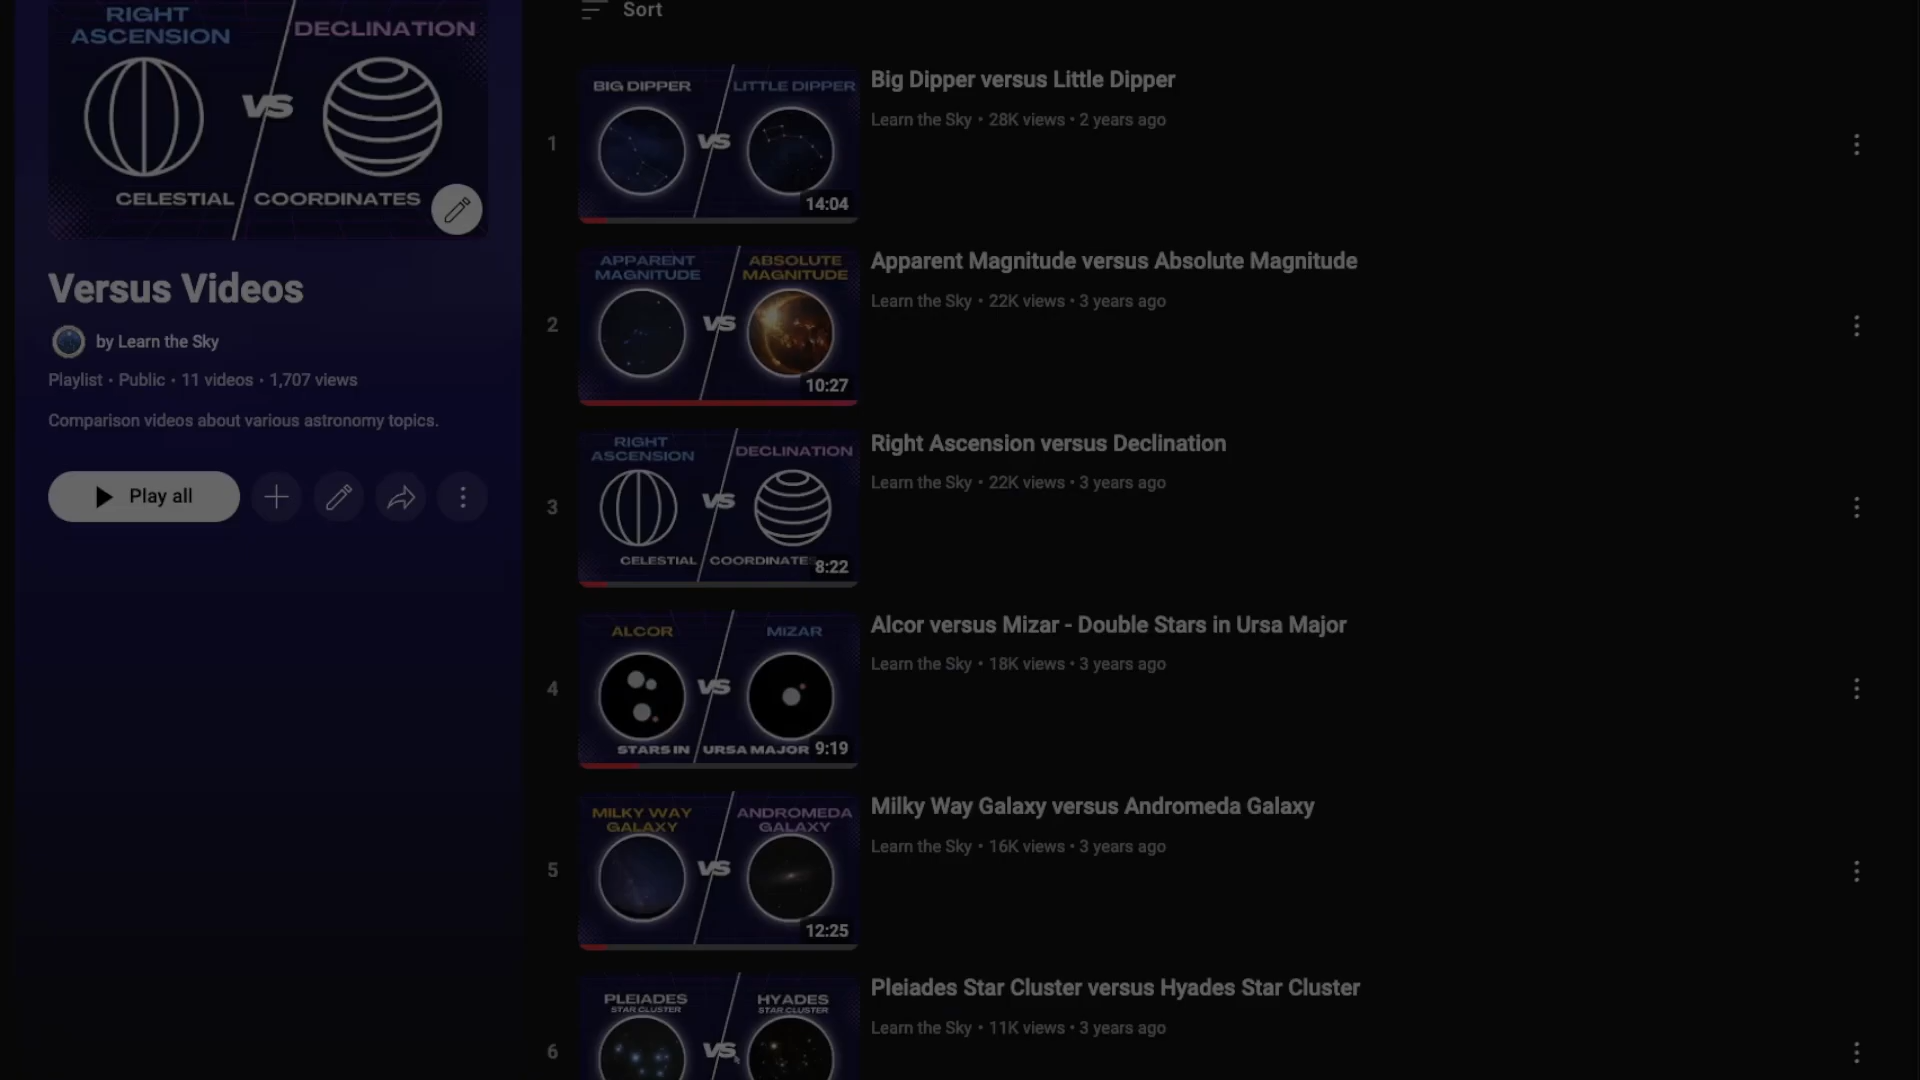 RIGHT
ASCENSION
DECLINATION
VS
CELESTIAL
COORDINATES
Versus Videos
by Learn the Sky
Playlist • Public • 11 videos • 1,707 views
Comparison videos about various astronomy topics.
Play all
Sort
1
BIG DIPPER
LITTLE DIPPER
VS
14:04
Big Dipper versus Little Dipper
Learn the Sky • 28K views • 2 years ago
2
APPARENT
MAGNITUDE
ABSOLUTE
MAGNITUDE
VS
10:27
Apparent Magnitude versus Absolute Magnitude
Learn the Sky • 22K views • 3 years ago
3
RIGHT
ASCENSION
DECLINATION
VS
CELESTIAL
COORDINATE
8:22
Right Ascension versus Declination
Learn the Sky • 22K views • 3 years ago
4
ALCOR
MIZAR
VS
STARS IN
URSA MAJOR
9:19
Alcor versus Mizar - Double Stars in Ursa Major
Learn the Sky • 18K views • 3 years ago
5
MILKY WAY
GALAXY
ANDROMEDA
GALAXY
VS
12:25
Milky Way Galaxy versus Andromeda Galaxy
Learn the Sky • 16K views • 3 years ago
6
PLEIADES
STAR CLUSTER
HYADES
STAR CLUSTER
VS
Pleiades Star Cluster versus Hyades Star Cluster
Learn the Sky • 11K views • 3 years ago